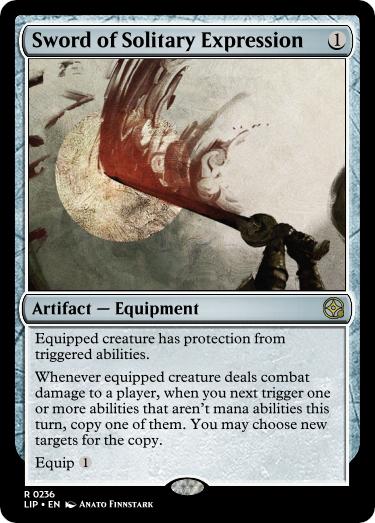 Sword of Solitary Expression 1
Artifact — Equipment
Equipped creature has protection from
triggered abilities.
Whenever equipped creature deals combat
damage to a player, when you next trigger one
or more abilities that aren't mana abilities this
turn, copy one of them. You may choose new
targets for the copy.
Equip 1
R 0236
LIP • EN Anato Finnstark